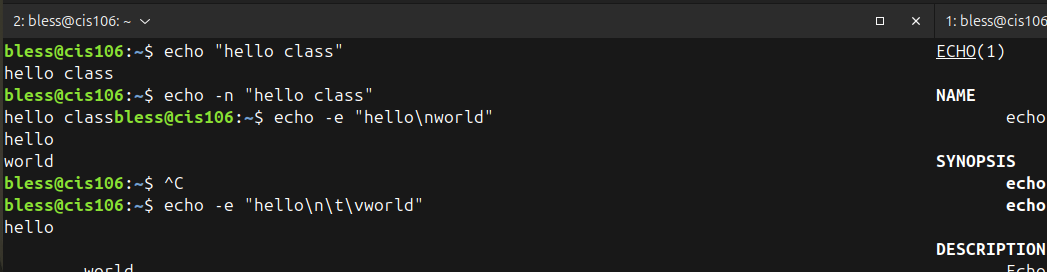 2: bless@cis106: ~
bless@cis106:~$ echo "hello class"
hello class
bless@cis106:~$ echo -n "hello class"
hello classbless@cis106:~$ echo -e "hello\nworld"
hello
world
bless@cis106:~$ ^C
bless@cis106:~$ echo -e "hello\n\t\vworld"
hello
world
1: bless@cis106
ECHO(1)
NAME
echo
SYNOPSIS
echo
echo
DESCRIPTION
Echo